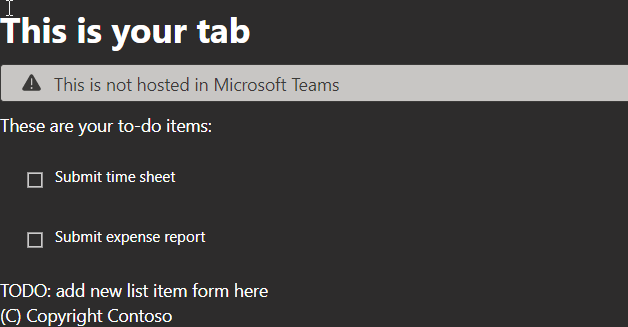 This is your tab
This is not hosted in Microsoft Teams
These are your to-do items:
Submit time sheet
Submit expense report
TODO: add new list item form here
(C) Copyright Contoso